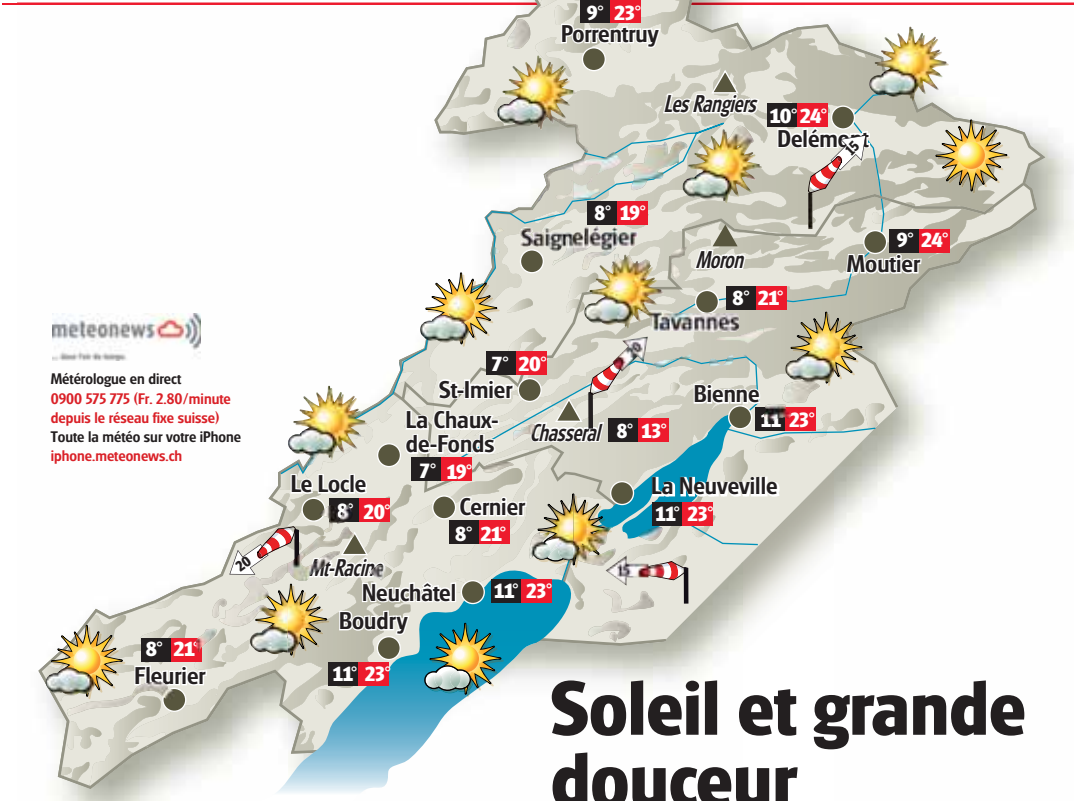 9° 23°
Porrentruy
Les Rangiers
10° 24°
Delémont
15
8° 19°
Saignelégier
Moron
9° 24°
Moutier
8° 21°
Tavannes
meteonews
Métérologue en direct
0900 575 775 (Fr. 2.80/minute
depuis le réseau fixe suisse)
Toute la météo sur votre iPhone
iphone.meteonews.ch
7° 20°
St-Imier
Bienne
11° 23°
La Chaux-
de-Fonds
7° 19°
Chasseral 8° 13°
Le Locle
8° 20°
Cernier
8° 21°
La Neuveville
11° 23°
20
Mt-Racine
15
Neuchâtel 11° 23°
Boudry
11° 23°
8° 21°
Fleurier
Soleil et grande
douceur